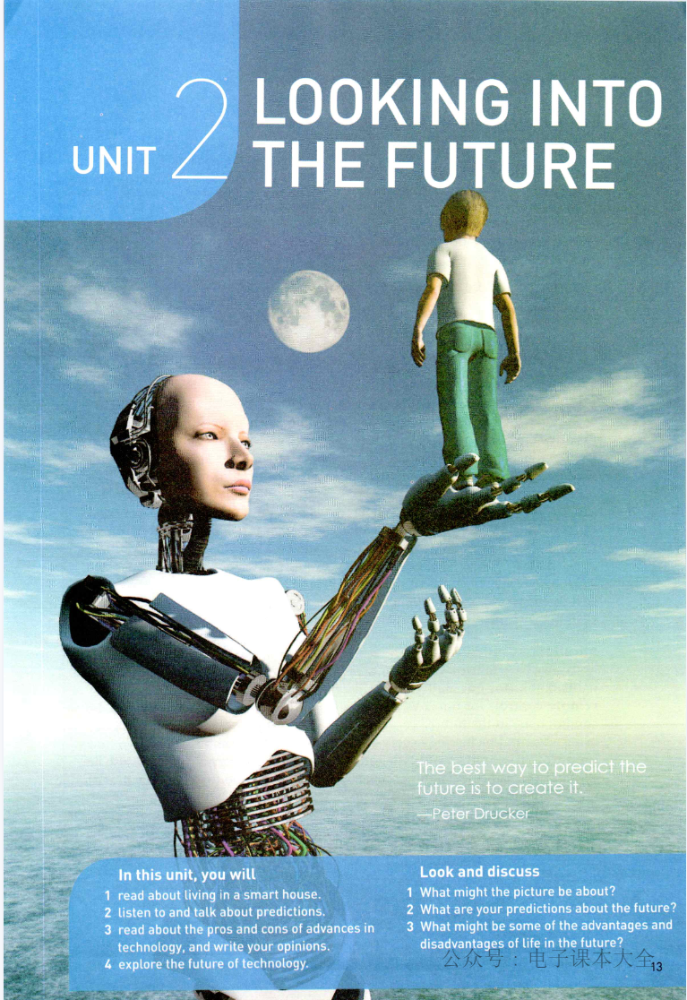 UNIT 2
LOOKING INTO
THE FUTURE
The best way to predict the
future is to create it.
—Peter Drucker
In this unit, you will
1 read about living in a smart house.
2 listen to and talk about predictions.
3 read about the pros and cons of advances in
technology, and write your opinions.
4 explore the future of technology.
Look and discuss
1 What might the picture be about?
2 What are your predictions about the future?
3 What might be some of the advantages and
disadvantages of life in the future?
公众号：电子课本大全
13